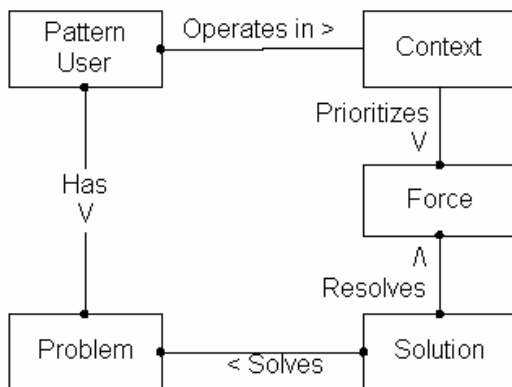 Pattern
User
Operates in >
Context
Prioritizes
V
Has
V
Force
Λ
Resolves
Problem
< Solves
Solution